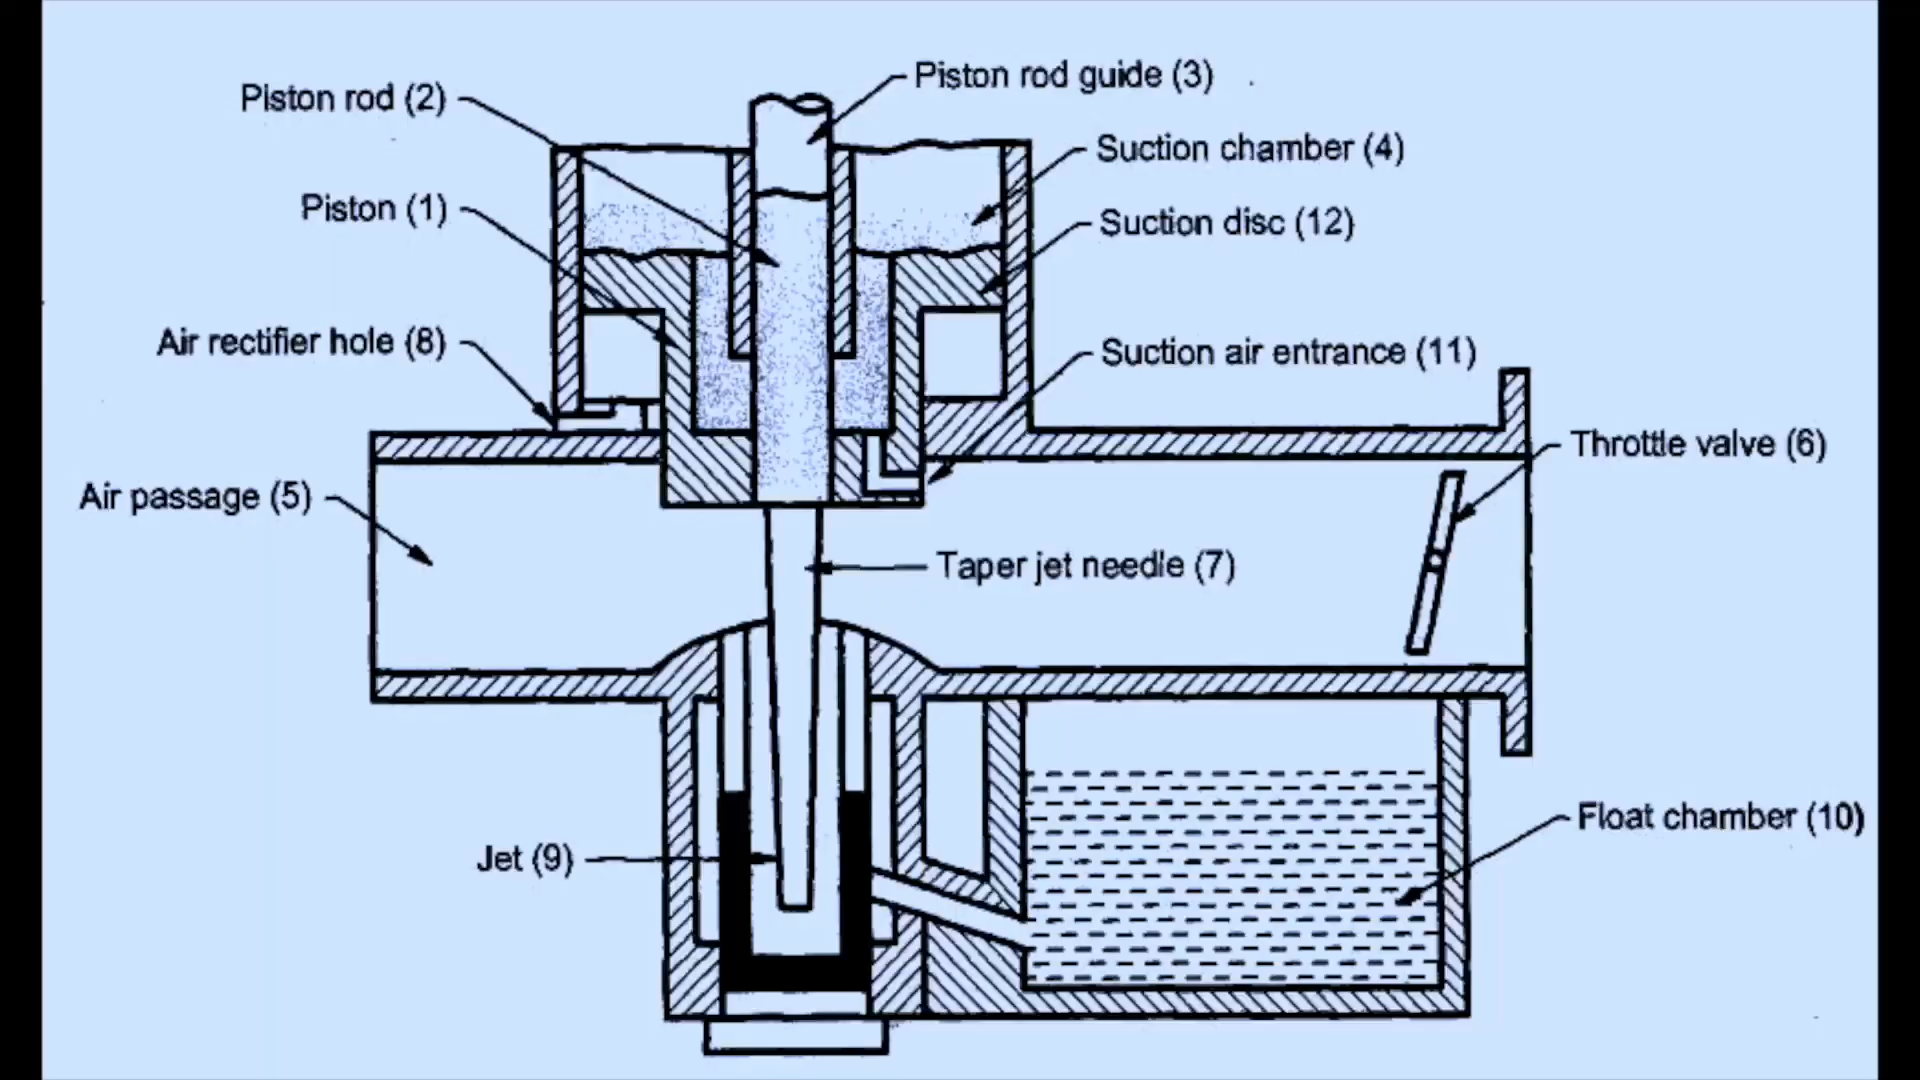 Piston rod guide (3)
Piston rod (2)
Suction chamber (4)
Piston (1)
Suction disc (12)
Air rectifier hole (8)
Suction air entrance (11)
Throttle valve (6)
Air passage (5)
Taper jet needle (7)
Float chamber (10)
Jet (9)